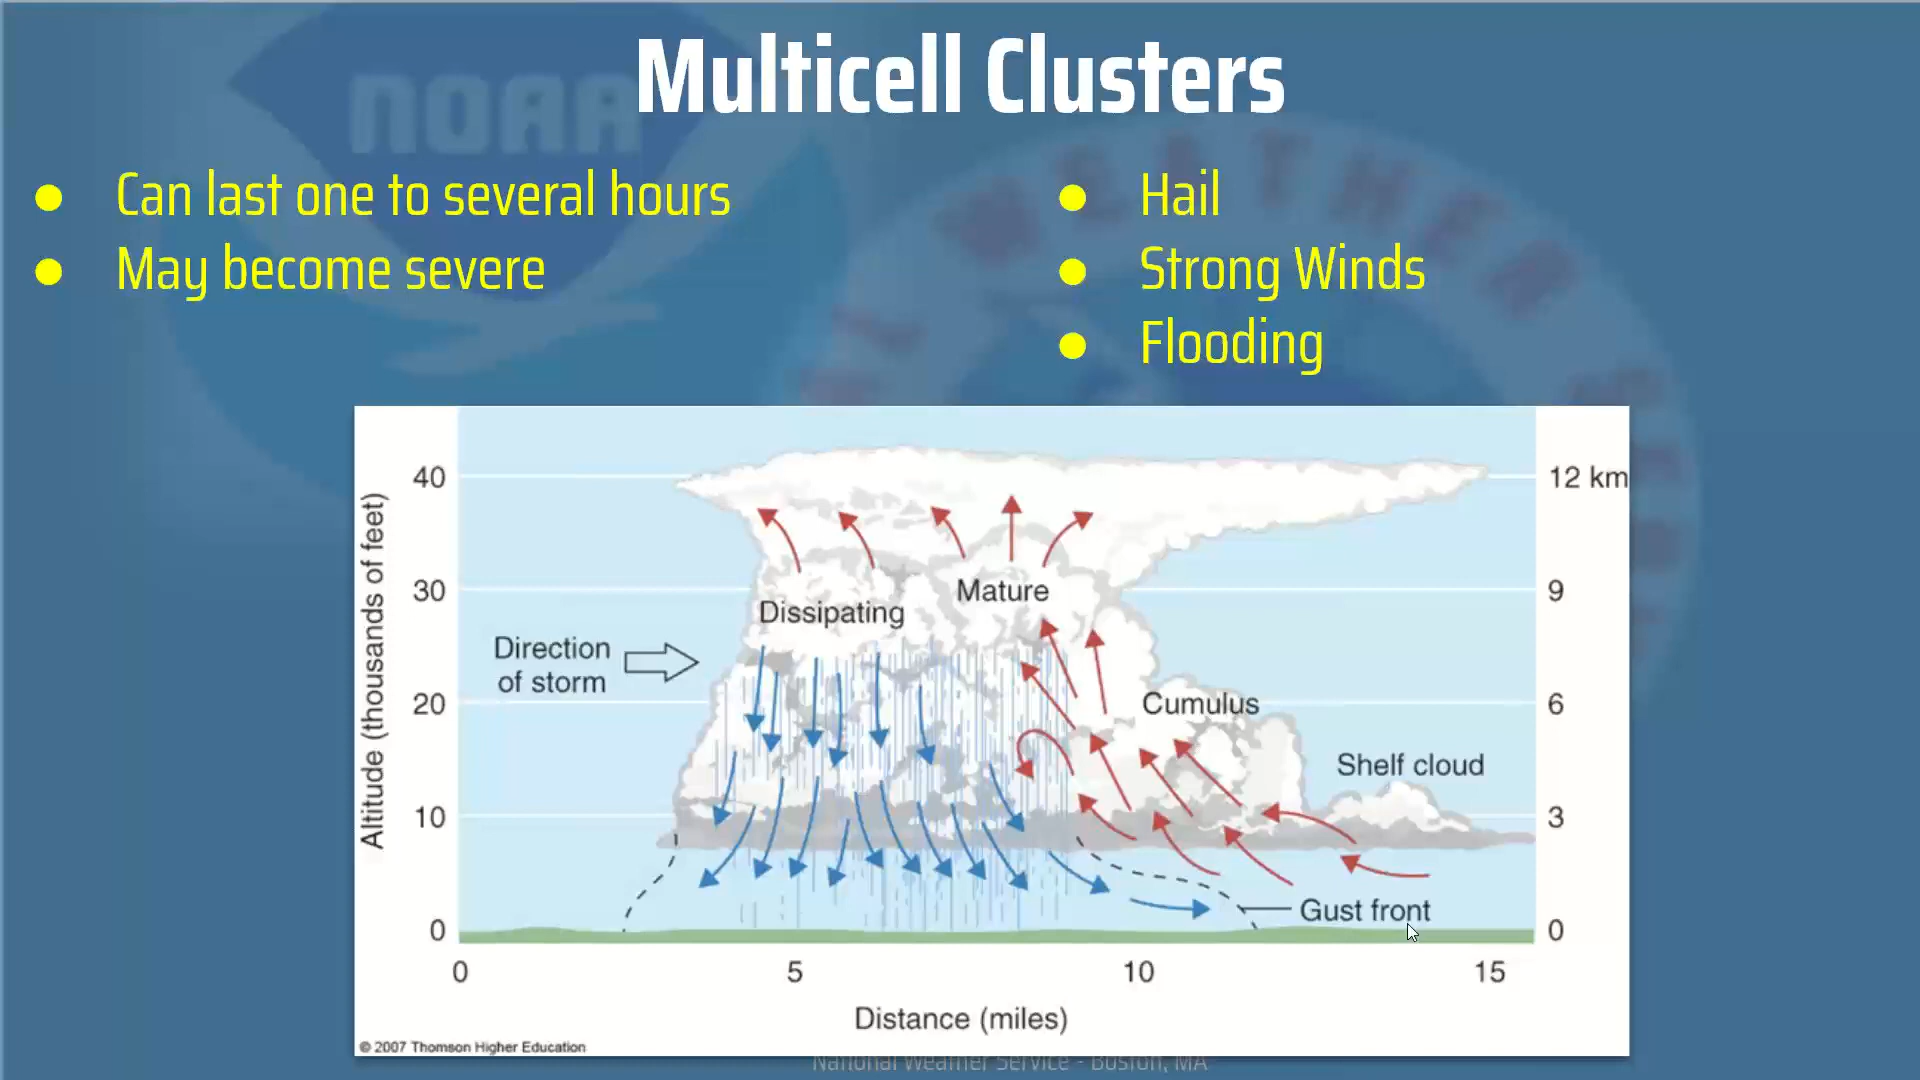 NOAA
Multicell Clusters
● Can last one to several hours
● May become severe
● Hail
● Strong Winds
● Flooding
WEATHER
Altitude (thousands of feet)
40
30
20
10
0
12 km
9
6
3
0
Dissipating
Mature
Direction
of storm
Cumulus
Shelf cloud
Gust front
0 5 10 15
Distance (miles)
© 2007 Thomson Higher Education
National Weather Service - Boston, MA